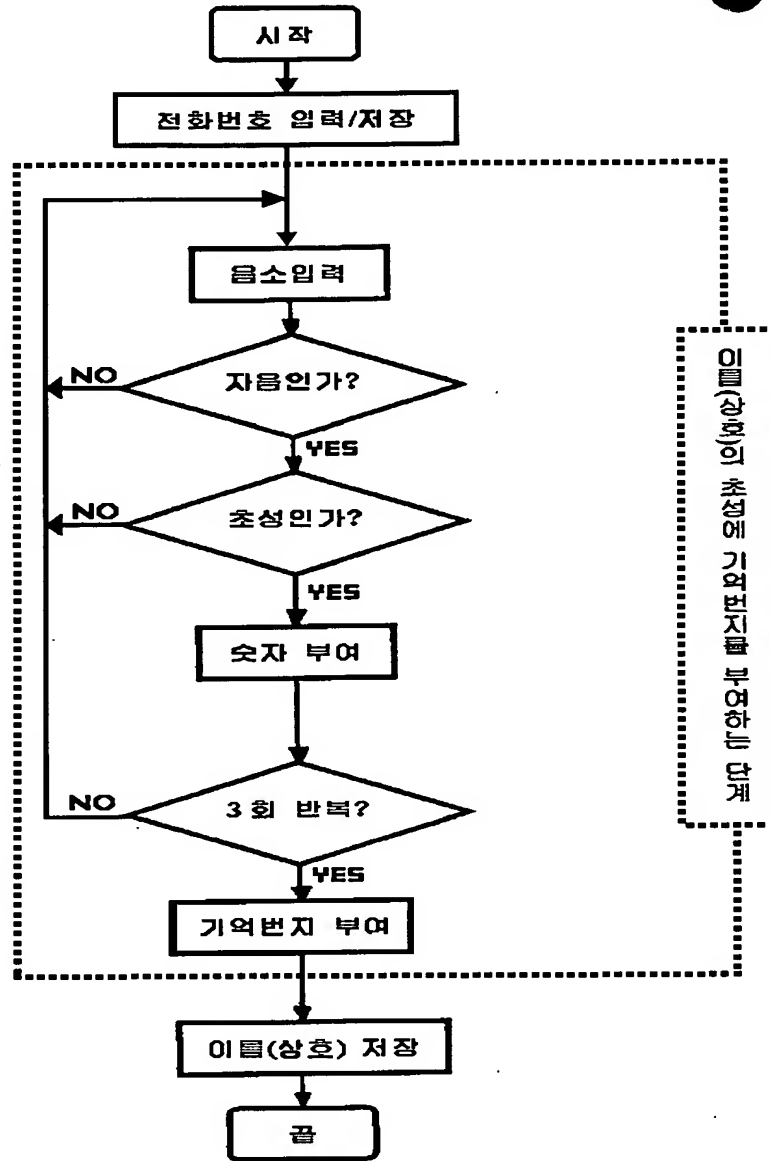 시작
전화번호 입력/저장
음소입력
자음인가?
NO
YES
초성인가?
NO
YES
숫자 부여
3회 반복?
NO
YES
기억번지 부여
이름(상호) 저장
끝
이름(상호)의 초성에 기억번지를 부여하는 단계